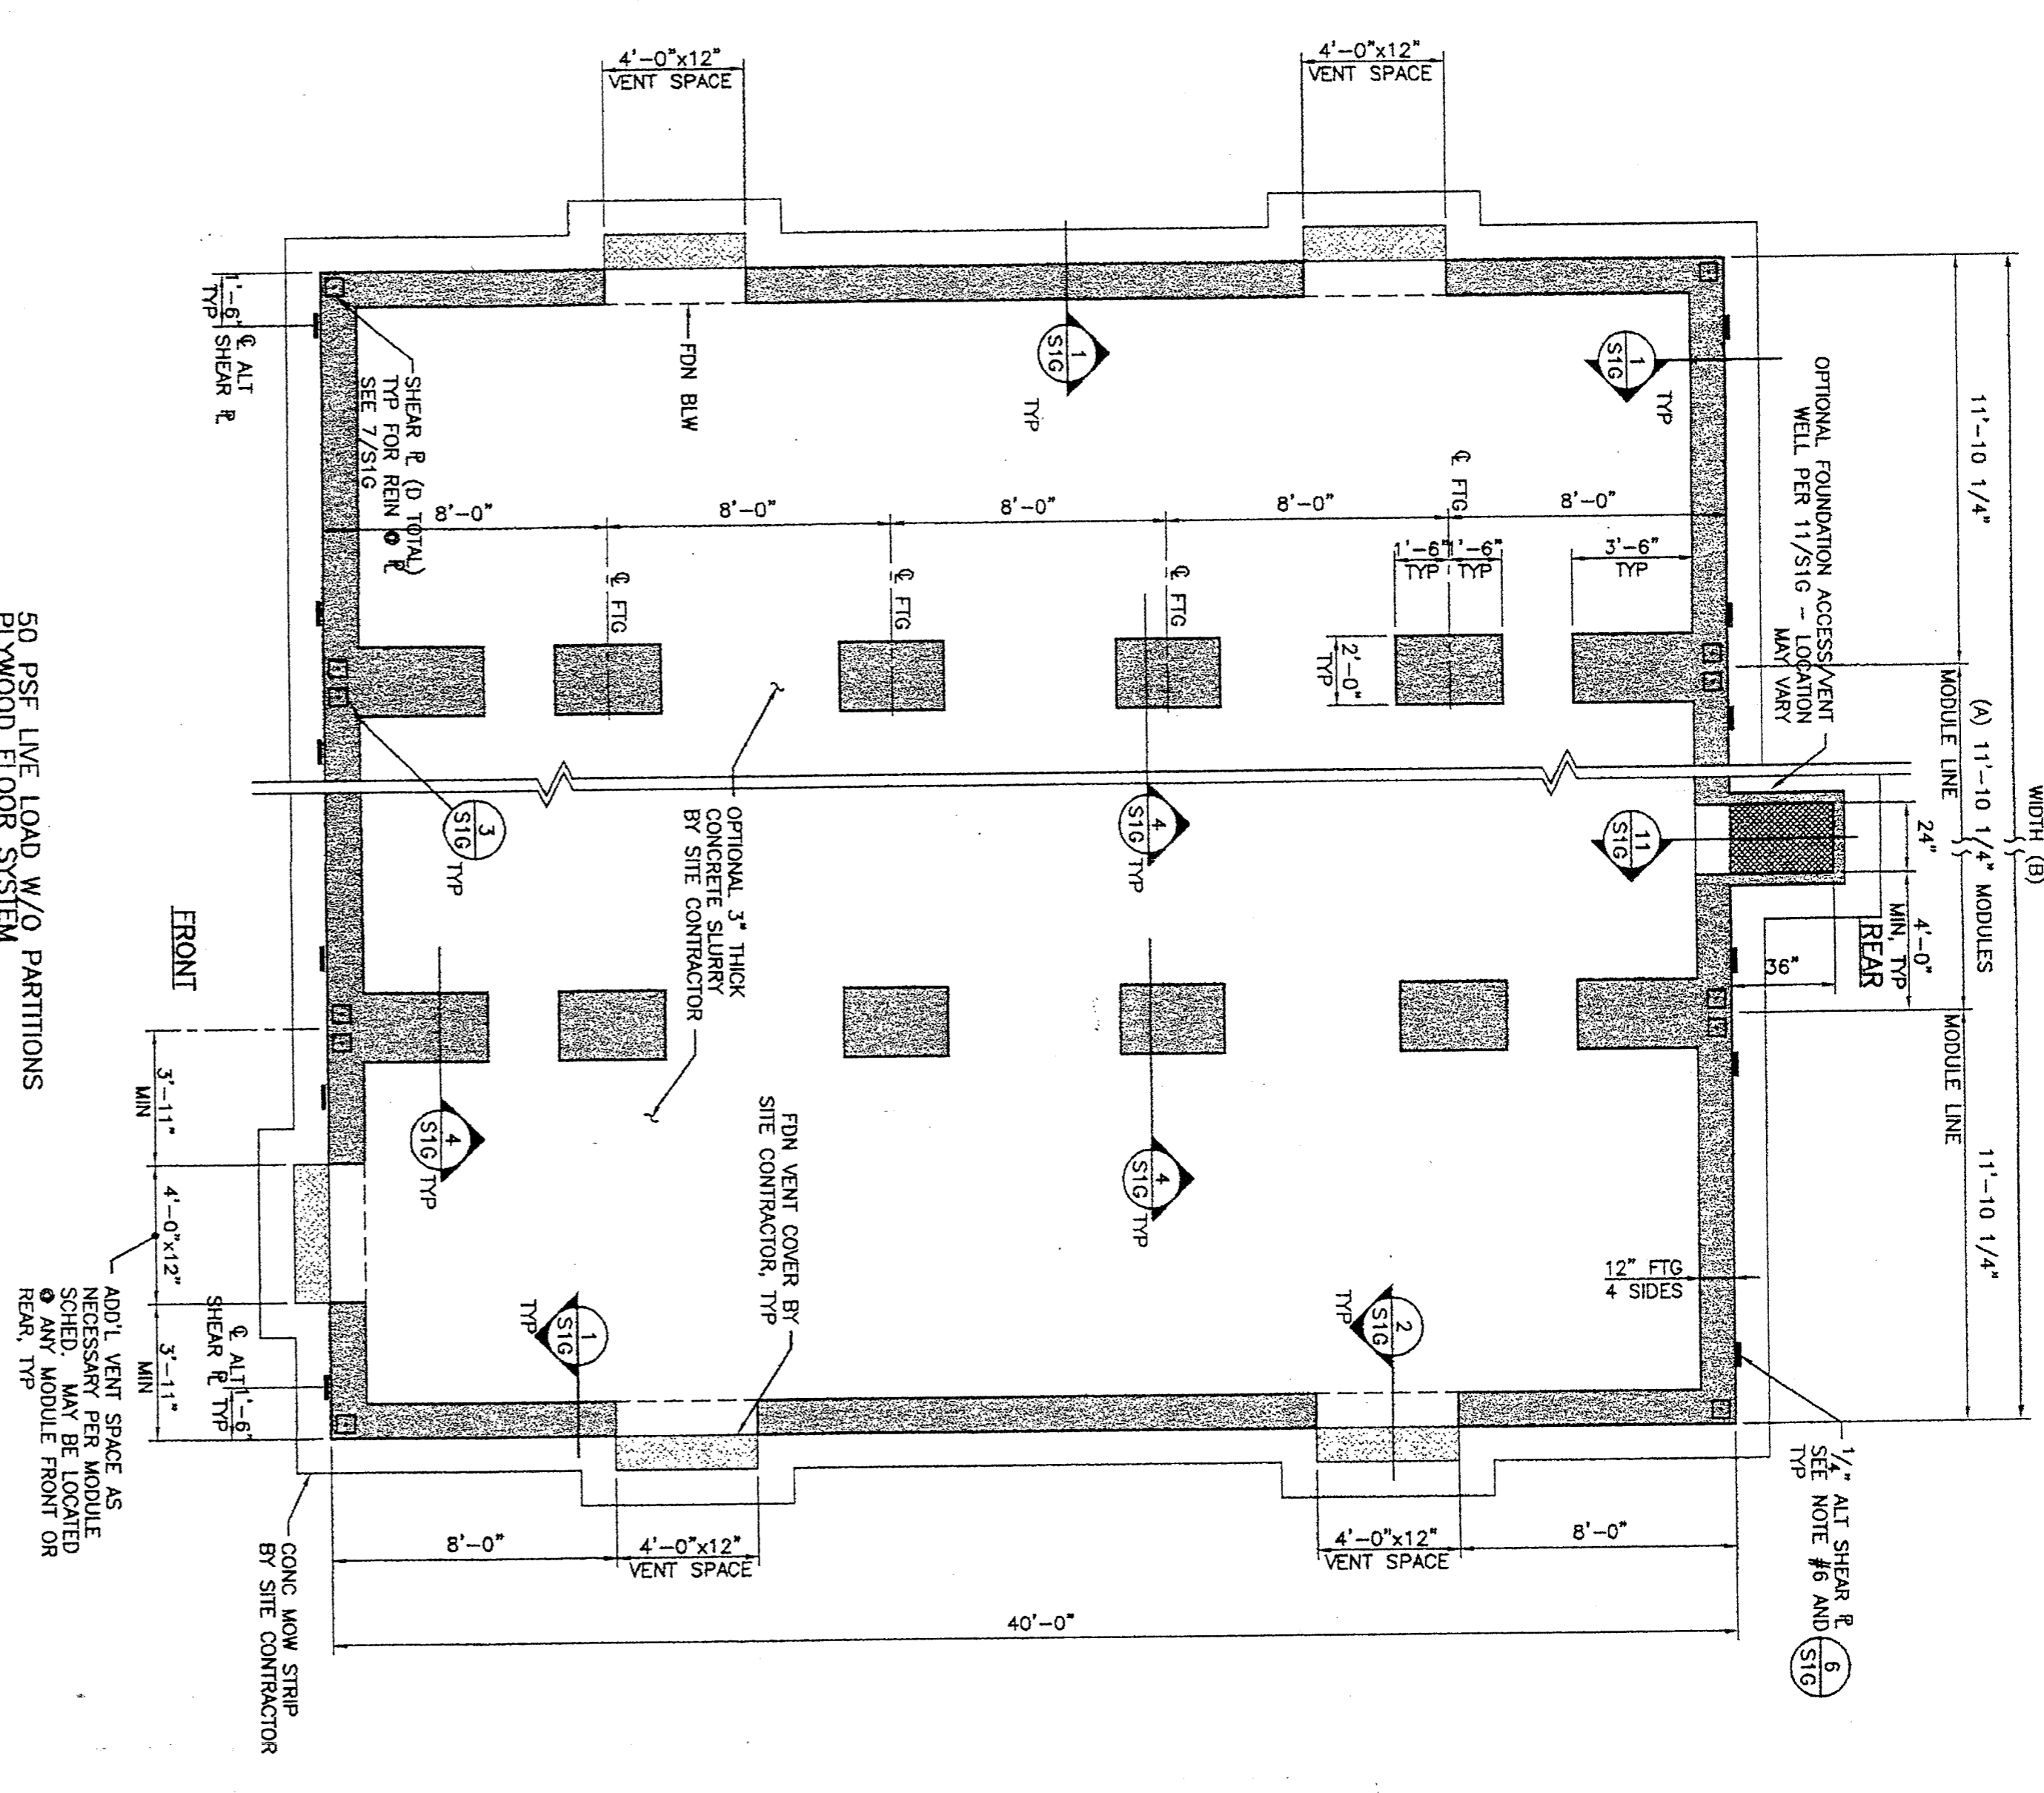 4'-0"x12"
VENT SPACE
4'-0"x12"
VENT SPACE
WIDTH (B)
11'-10 1/4"
(A) 11'-10 1/4" MODULES
11'-10 1/4"
MODULE LINE
MODULE LINE
OPTIONAL FOUNDATION ACCESS/VENT
WELL PER 11/S1G - LOCATION
MAY VARY
24"
4'-0"
MIN, TYP
REAR
36"
1
S1G
TYP
1
S1G
TYP
FDN BLW
1'-6"
TYP
℄ ALT
SHEAR ℙL
SHEAR ℙL (D TOTAL)
TYP FOR REIN @ ℙL
SEE 7/S1G
8'-0"
8'-0"
8'-0"
8'-0"
8'-0"
℄ FTG
℄ FTG
℄ FTG
℄ FTG
1'-6"
TYP
1'-6"
TYP
3'-6"
TYP
2'-0"
TYP
3
S1G
TYP
4
S1G
TYP
11
S1G
OPTIONAL 3" THICK
CONCRETE SLURRY
BY SITE CONTRACTOR
4
S1G
TYP
4
S1G
TYP
FDN VENT COVER BY
SITE CONTRACTOR, TYP
1
S1G
TYP
2
S1G
TYP
12" FTG
4 SIDES
1/4" ALT SHEAR ℙL
SEE NOTE #6 AND
TYP
6
S1G
FRONT
3'-11"
MIN
4'-0"x12"
3'-11"
MIN
℄ ALT
SHEAR ℙL
1'-6"
TYP
ADD'L VENT SPACE AS
NECESSARY PER MODULE
SCHED. MAY BE LOCATED
@ ANY MODULE FRONT OR
REAR, TYP
CONC MOW STRIP
BY SITE CONTRACTOR
8'-0"
4'-0"x12"
VENT SPACE
4'-0"x12"
VENT SPACE
8'-0"
40'-0"
50 PSF LIVE LOAD W/O PARTITIONS
PLYWOOD FLOOR SYSTEM